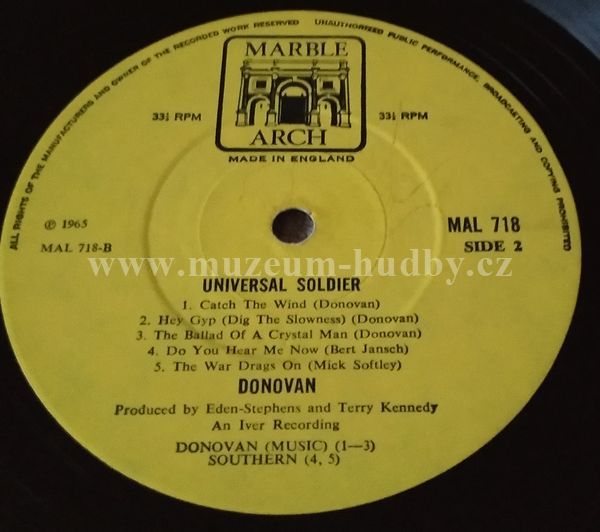 ALL RIGHTS OF THE MANUFACTURERS AND OWNER OF THE RECORDED WORK RESERVED UNAUTHORIZED PUBLIC PERFORMANCE, BROADCASTING AND COPYING PROHIBITED
MARBLE
ARCH
33⅓ RPM 33⅓ RPM
MADE IN ENGLAND
℗ 1965
MAL 718-B
MAL 718
SIDE 2
www.muzeum-hudby.cz
UNIVERSAL SOLDIER
1. Catch The Wind (Donovan)
2. Hey Gyp (Dig The Slowness) (Donovan)
3. The Ballad Of A Crystal Man (Donovan)
4. Do You Hear Me Now (Bert Jansch)
5. The War Drags On (Mick Softley)
DONOVAN
Produced by Eden-Stephens and Terry Kennedy
An Iver Recording
DONOVAN (MUSIC) (1—3)
SOUTHERN (4, 5)